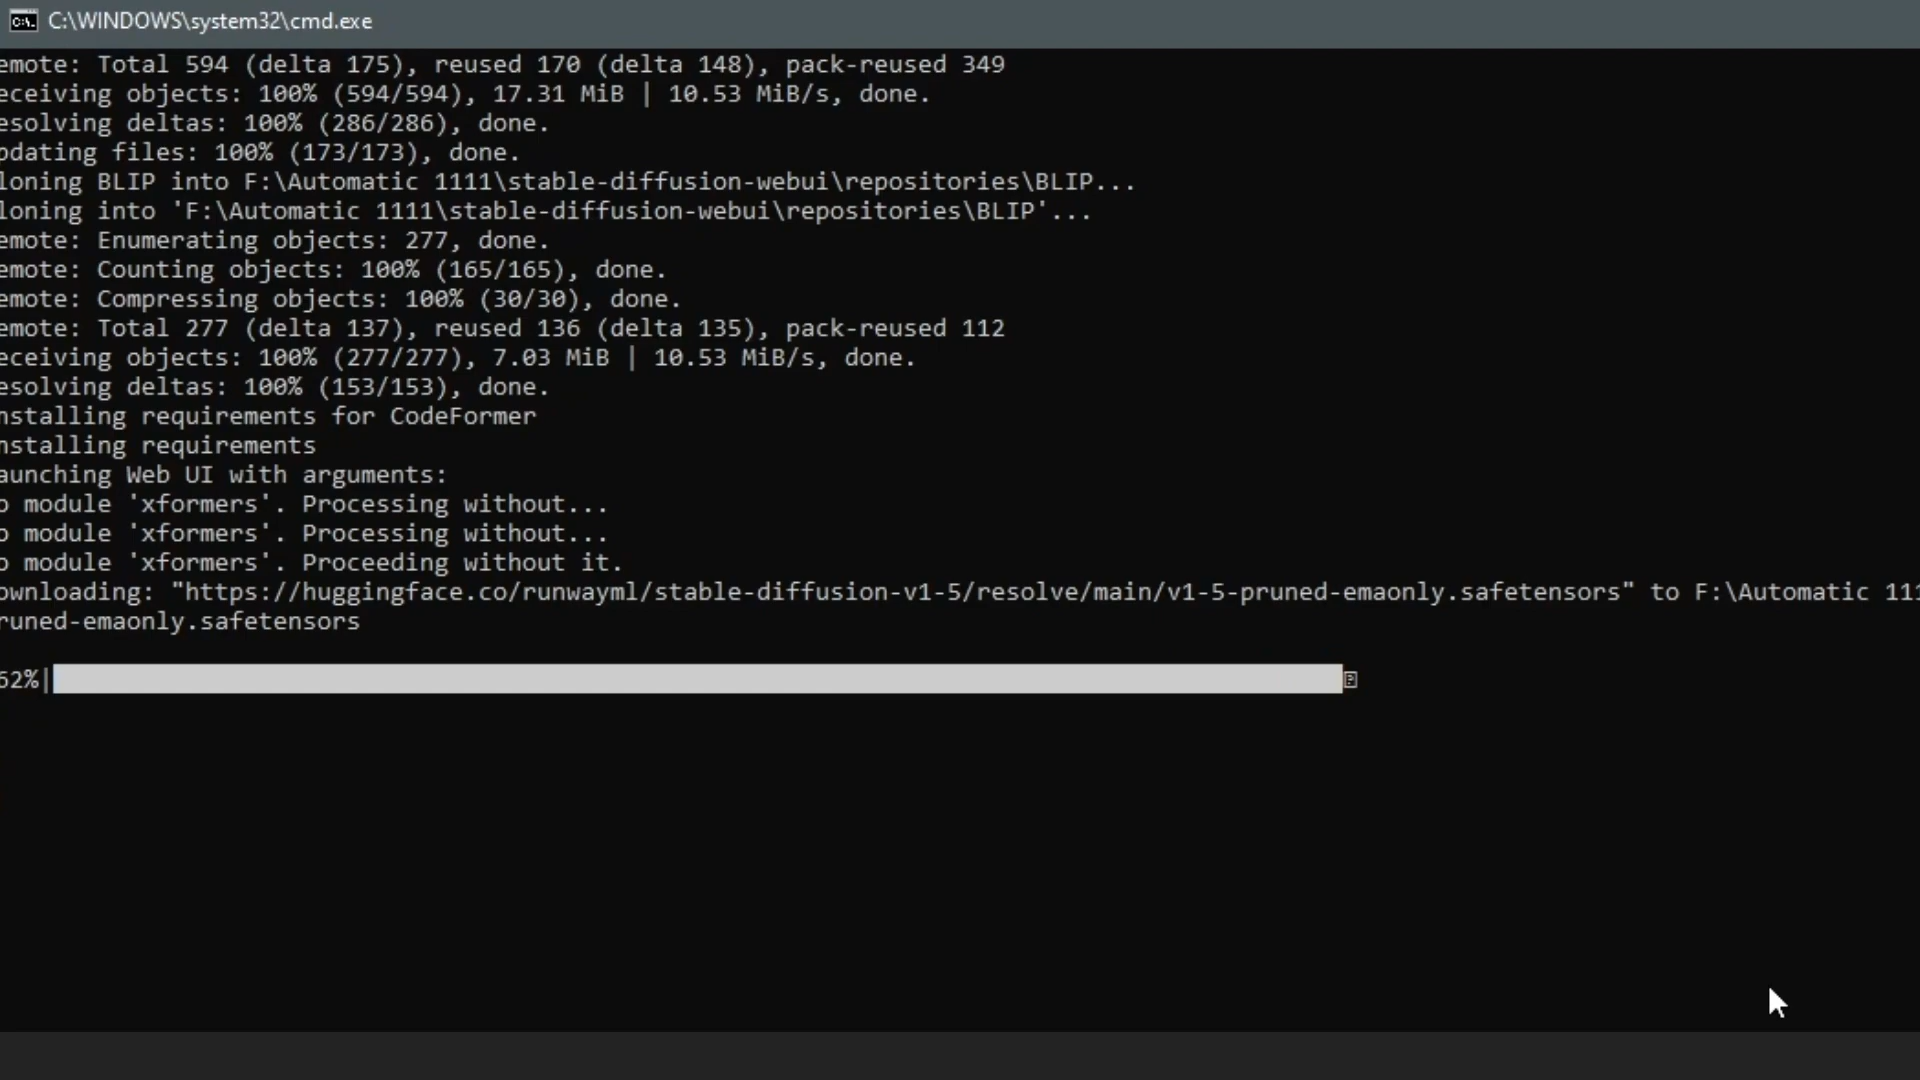 C:\WINDOWS\system32\cmd.exe
emote: Total 594 (delta 175), reused 170 (delta 148), pack-reused 349
eceiving objects: 100% (594/594), 17.31 MiB | 10.53 MiB/s, done.
esolving deltas: 100% (286/286), done.
pdating files: 100% (173/173), done.
loning BLIP into F:\Automatic 1111\stable-diffusion-webui\repositories\BLIP...
loning into 'F:\Automatic 1111\stable-diffusion-webui\repositories\BLIP'...
emote: Enumerating objects: 277, done.
emote: Counting objects: 100% (165/165), done.
emote: Compressing objects: 100% (30/30), done.
emote: Total 277 (delta 137), reused 136 (delta 135), pack-reused 112
eceiving objects: 100% (277/277), 7.03 MiB | 10.53 MiB/s, done.
esolving deltas: 100% (153/153), done.
nstalling requirements for CodeFormer
nstalling requirements
aunching Web UI with arguments:
o module 'xformers'. Processing without...
o module 'xformers'. Processing without...
o module 'xformers'. Proceeding without it.
ownloading: "https://huggingface.co/runwayml/stable-diffusion-v1-5/resolve/main/v1-5-pruned-emaonly.safetensors" to F:\Automatic 111
runed-emaonly.safetensors
62%|